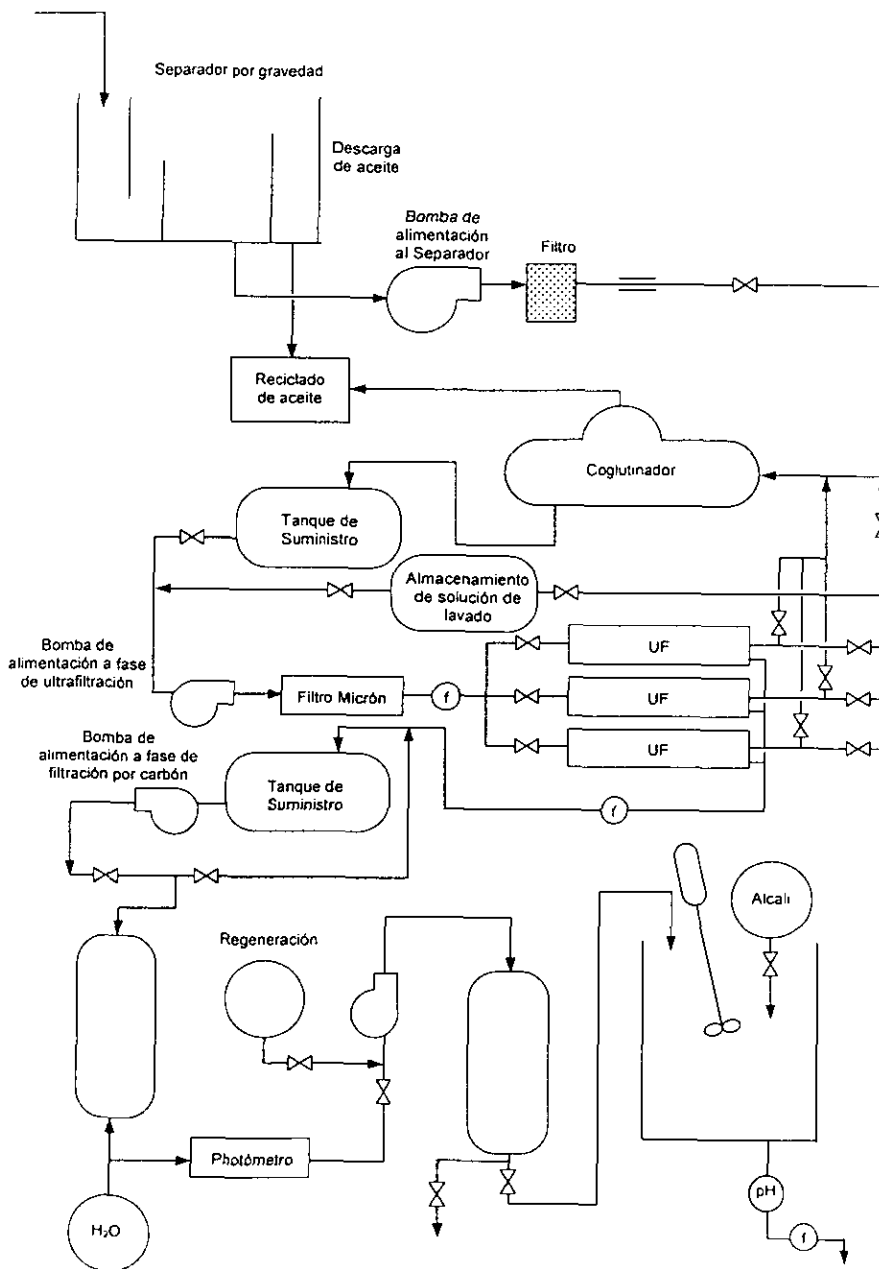 Separador por gravedad
Descarga
de aceite
Bomba de
alimentación
al Separador
Filtro
Reciclado
de aceite
Coglutinador
Tanque de
Suministro
Almacenamiento
de solución de
lavado
Bomba de
alimentación a fase
de ultrafiltración
UF
Filtro Micrón
f
UF
UF
Bomba de
alimentación a fase de
filtración por carbón
Tanque de
Suministro
f
Alcali
Regeneración
Photómetro
pH
H₂O
f